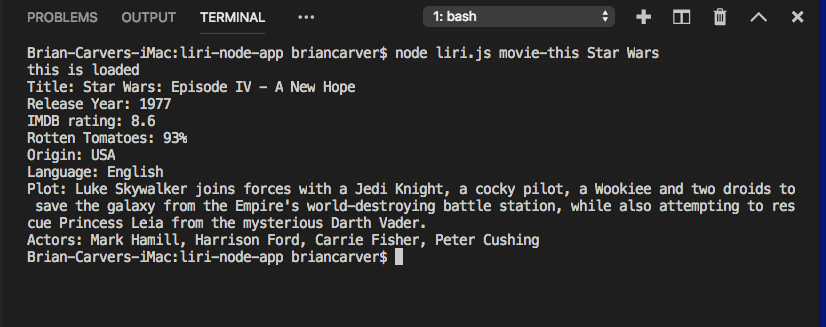 PROBLEMS OUTPUT TERMINAL ••• 1: bash
Brian-Carvers-iMac:liri-node-app briancarver$ node liri.js movie-this Star Wars
this is loaded
Title: Star Wars: Episode IV - A New Hope
Release Year: 1977
IMDB rating: 8.6
Rotten Tomatoes: 93%
Origin: USA
Language: English
Plot: Luke Skywalker joins forces with a Jedi Knight, a cocky pilot, a Wookiee and two droids to
 save the galaxy from the Empire's world-destroying battle station, while also attempting to res
cue Princess Leia from the mysterious Darth Vader.
Actors: Mark Hamill, Harrison Ford, Carrie Fisher, Peter Cushing
Brian-Carvers-iMac:liri-node-app briancarver$